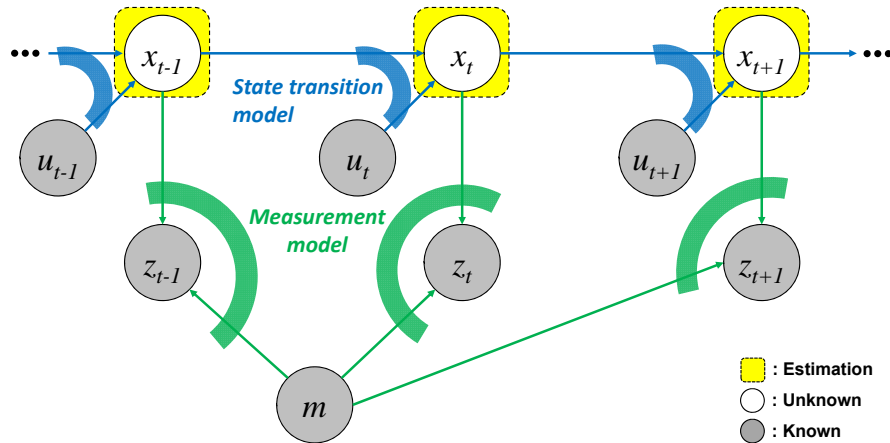 ••• x_{t-1} x_t x_{t+1} •••
State transition
model
u_{t-1} u_t u_{t+1}
Measurement
model
z_{t-1} z_t z_{t+1}
m
: Estimation
: Unknown
: Known